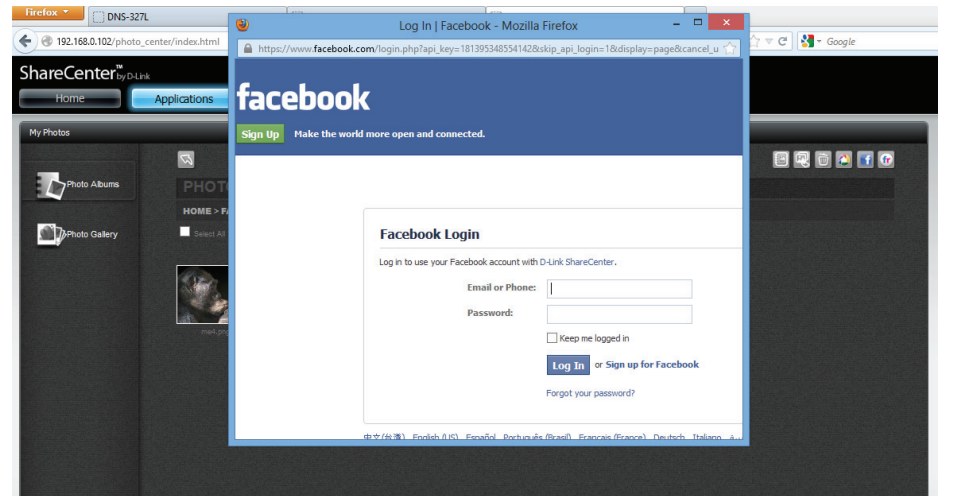 Firefox
DNS-327L
192.168.0.102/photo_center/index.html
Google
ShareCenter™ by D-Link
Home
Applications
My Photos
Photo Albums
Photo Gallery
PHOTO
HOME > FA
Select All
me4.png
Log In | Facebook - Mozilla Firefox
https://www.facebook.com/login.php?api_key=181395348554142&skip_api_login=1&display=page&cancel_u
facebook
Sign Up Make the world more open and connected.
Facebook Login
Log in to use your Facebook account with D-Link ShareCenter.
Email or Phone:
Password:
Keep me logged in
Log In or Sign up for Facebook
Forgot your password?
中文(台灣) English (US) Español Português (Brasil) Français (France) Deutsch Italiano